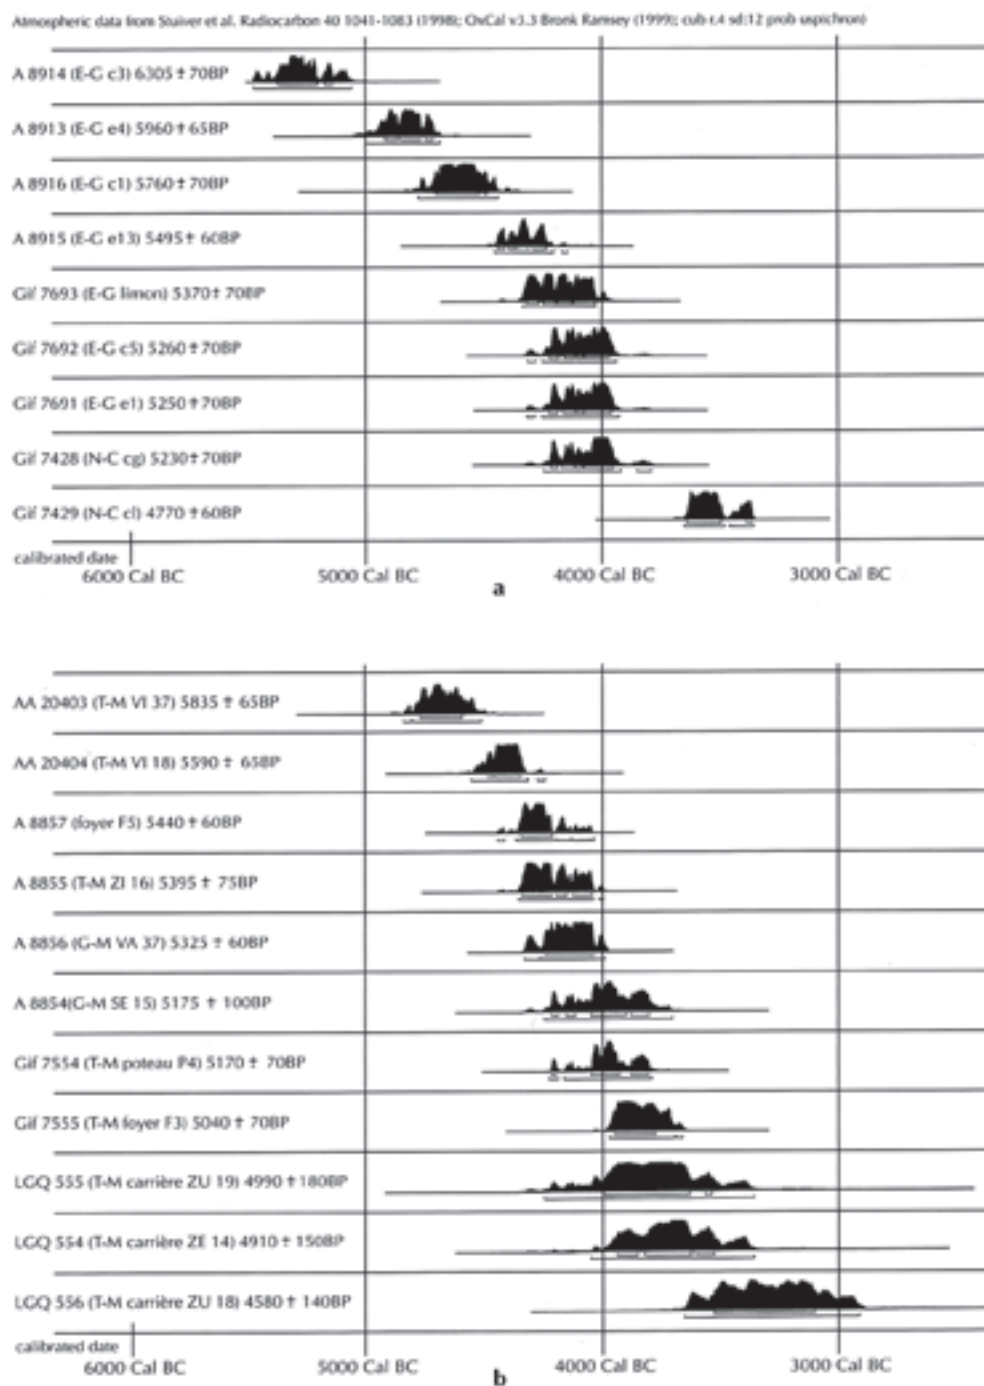 Atmospheric data from Stuiver et al. Radiocarbon 40 1041-1083 (1998); OxCal v3.3 Bronk Ramsey (1999); cub r.4 sd:12 prob usp[chron]
A 8914 (E-G c3) 6305 ± 70BP
A 8913 (E-G e4) 5960 ± 65BP
A 8916 (E-G c1) 5760 ± 70BP
A 8915 (E-G e13) 5495 ± 60BP
Gif 7693 (E-G limon) 5370± 70BP
Gif 7692 (E-G c5) 5260 ±70BP
Gif 7691 (E-G e1) 5250 ±70BP
Gif 7428 (N-C cg) 5230±70BP
Gif 7429 (N-C cl) 4770 ±60BP
calibrated date
6000 Cal BC 5000 Cal BC 4000 Cal BC 3000 Cal BC
a
AA 20403 (T-M VI 37) 5835 ± 65BP
AA 20404 (T-M VI 18) 5590 ± 65BP
A 8857 (foyer F5) 5440 ± 60BP
A 8855 (T-M ZJ 16) 5395 ± 75BP
A 8856 (G-M VA 37) 5325 ± 60BP
A 8854(G-M SE 15) 5175 ± 100BP
Gif 7554 (T-M poteau P4) 5170 ± 70BP
Gif 7555 (T-M foyer F3) 5040 ± 70BP
LGQ 555 (T-M carrière ZU 19) 4990 ±180BP
LGQ 554 (T-M carrière ZE 14) 4910 ± 150BP
LGQ 556 (T-M carrière ZU 18) 4580 ± 140BP
calibrated date
6000 Cal BC 5000 Cal BC 4000 Cal BC 3000 Cal BC
b